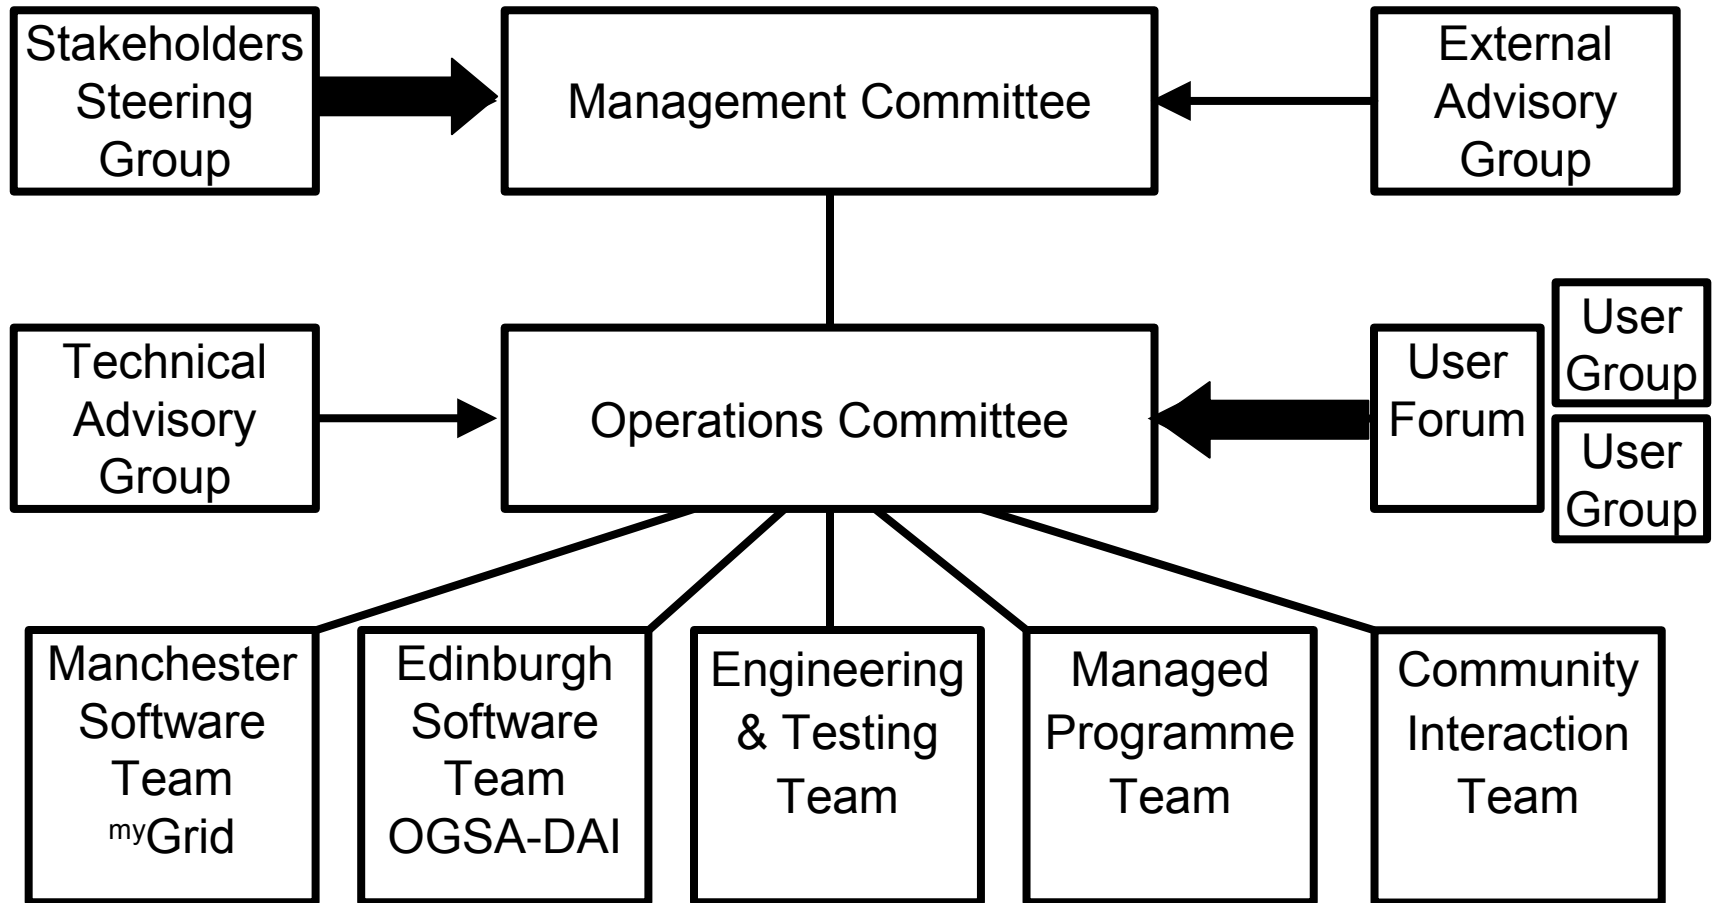 Stakeholders
Steering
Group
Management Committee
External
Advisory
Group
Technical
Advisory
Group
Operations Committee
User
Forum
User
Group
User
Group
Manchester
Software
Team
myGrid
Edinburgh
Software
Team
OGSA-DAI
Engineering
& Testing
Team
Managed
Programme
Team
Community
Interaction
Team